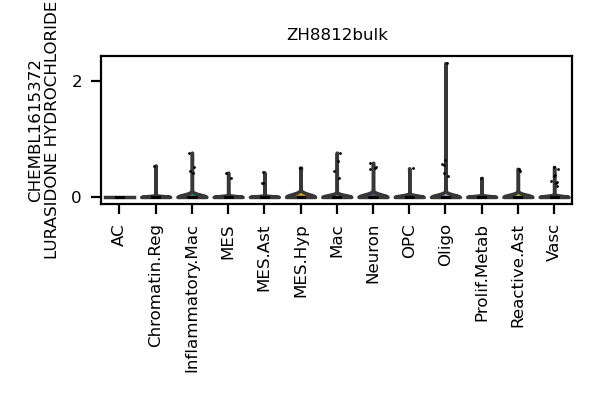 ZH8812bulk
CHEMBL1615372
LURASIDONE HYDROCHLORIDE
2
0
AC
Chromatin.Reg
Inflammatory.Mac
MES
MES.Ast
MES.Hyp
Mac
Neuron
OPC
Oligo
Prolif.Metab
Reactive.Ast
Vasc